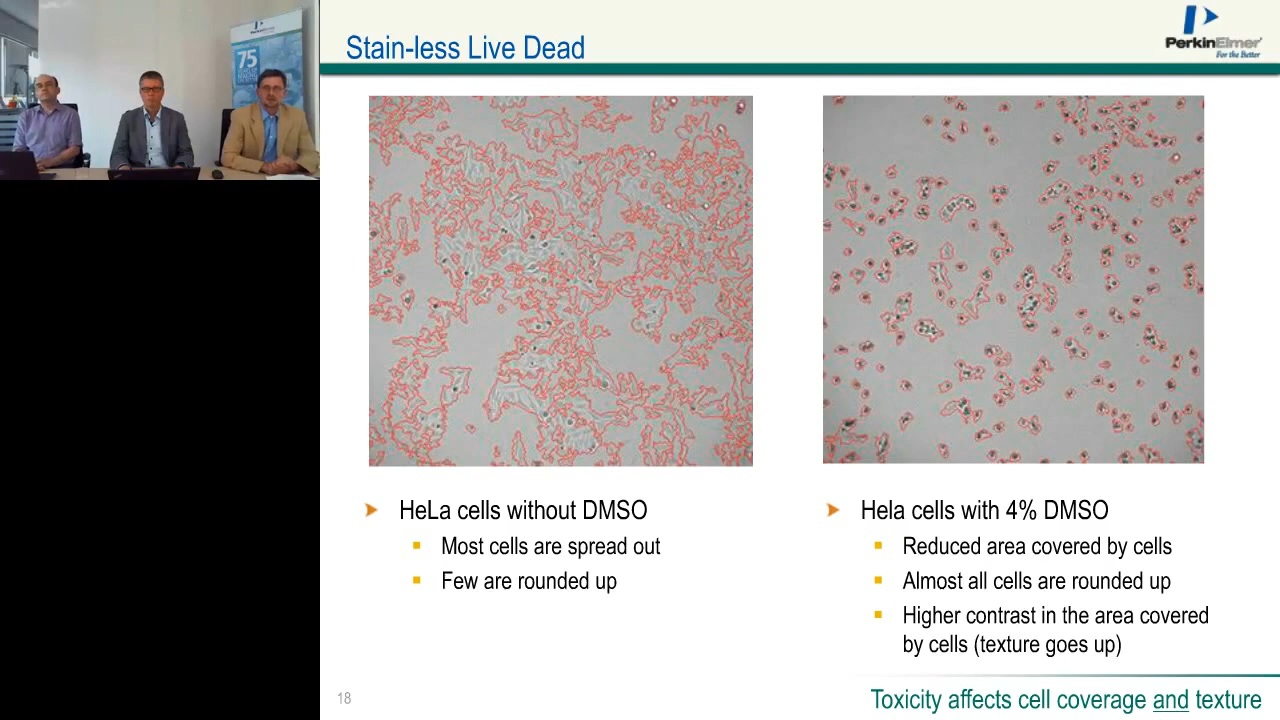 PerkinElmer
75
Stain-less Live Dead
PerkinElmer
For the Better
HeLa cells without DMSO
Most cells are spread out
Few are rounded up
Hela cells with 4% DMSO
Reduced area covered by cells
Almost all cells are rounded up
Higher contrast in the area covered
by cells (texture goes up)
18
Toxicity affects cell coverage and texture